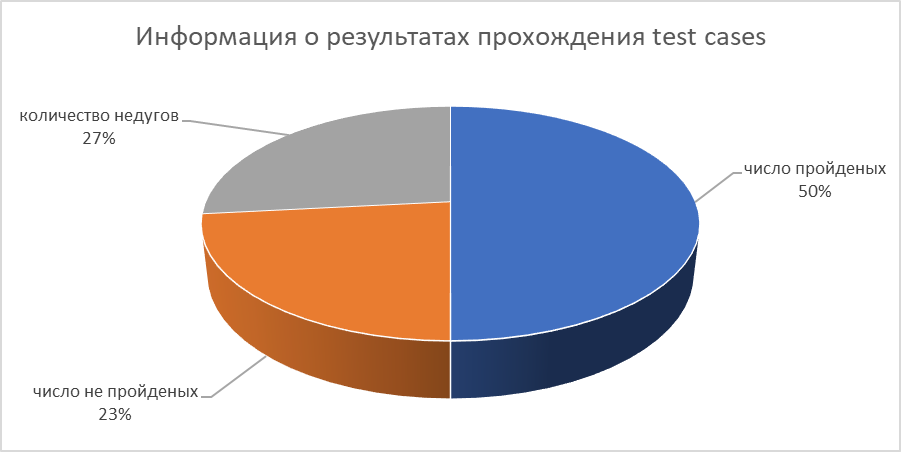 Информация о результатах прохождения test cases
количество недугов
27%
число пройденых
50%
число не пройденых
23%